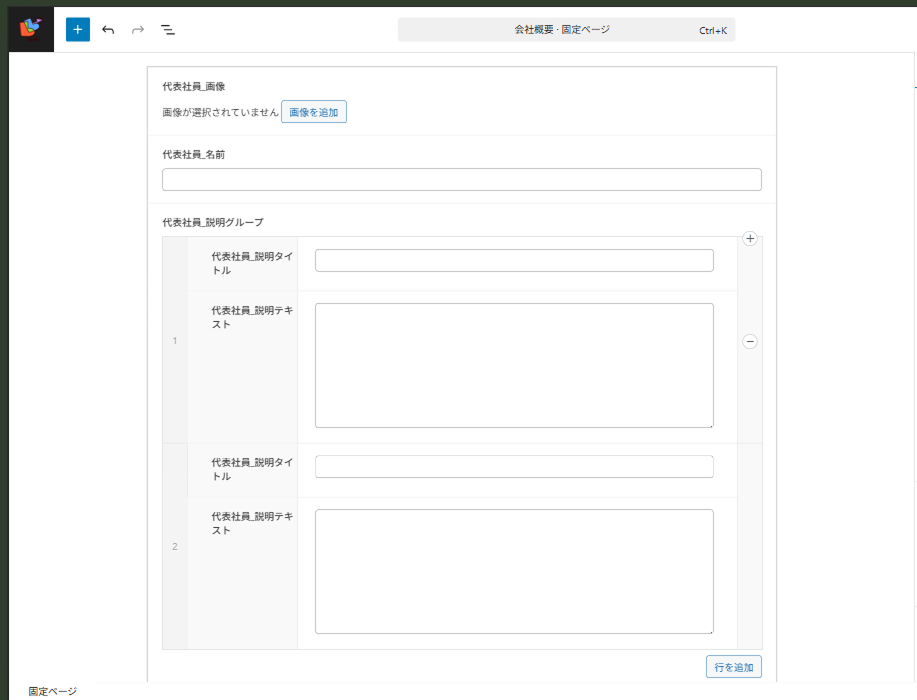 会社概要 · 固定ページ Ctrl+K
代表社員_画像
画像が選択されていません 画像を追加
代表社員_名前
代表社員_説明グループ
代表社員_説明タイ
トル
代表社員_説明テキ
スト
1
代表社員_説明タイ
トル
代表社員_説明テキ
スト
2
行を追加
固定ページ